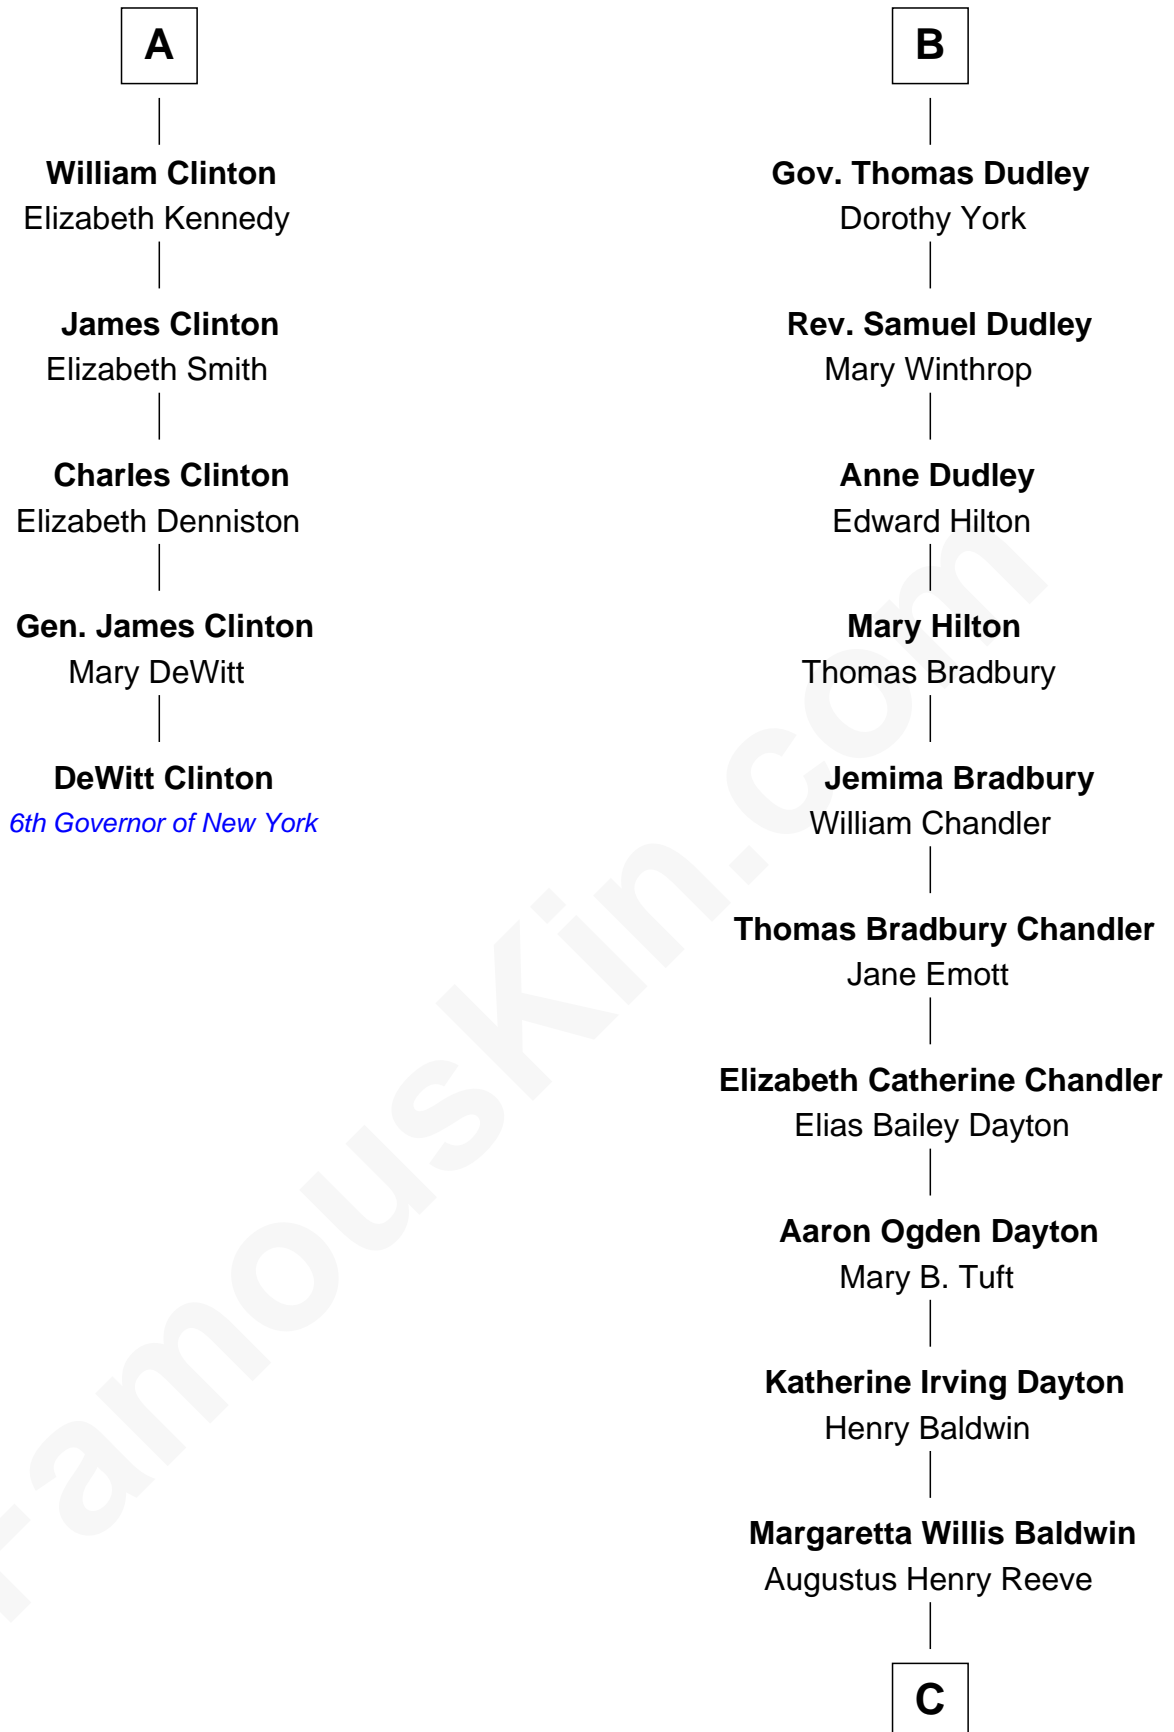 A
William Clinton
Elizabeth Kennedy
James Clinton
Elizabeth Smith
Charles Clinton
Elizabeth Denniston
Gen. James Clinton
Mary DeWitt
DeWitt Clinton
6th Governor of New York
B
Gov. Thomas Dudley
Dorothy York
Rev. Samuel Dudley
Mary Winthrop
Anne Dudley
Edward Hilton
Mary Hilton
Thomas Bradbury
Jemima Bradbury
William Chandler
Thomas Bradbury Chandler
Jane Emott
Elizabeth Catherine Chandler
Elias Bailey Dayton
Aaron Ogden Dayton
Mary B. Tuft
Katherine Irving Dayton
Henry Baldwin
Margaretta Willis Baldwin
Augustus Henry Reeve
C
FamousKin.com